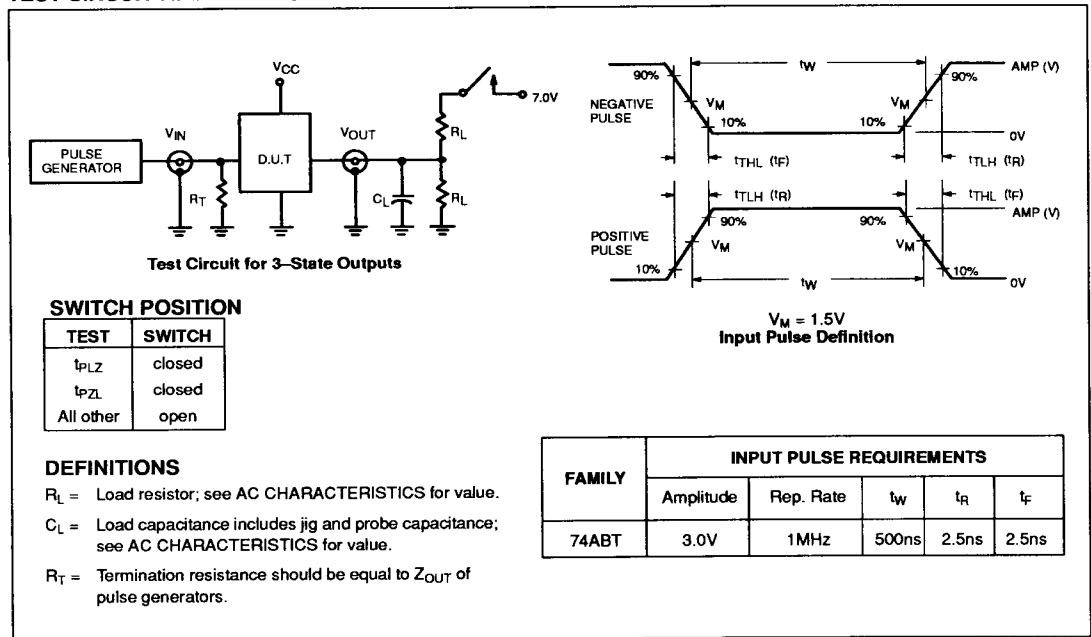 VCC
7.0V
RL
VIN
VOUT
PULSE
GENERATOR
D.U.T
RT
CL
RL
Test Circuit for 3–State Outputs
90%
tW
90%
AMP (V)
NEGATIVE
PULSE
VM
VM
10%
10%
0V
tTHL (tF)
tTLH (tR)
tTLH (tR)
tTHL (tF)
AMP (V)
90%
90%
POSITIVE
PULSE
VM
VM
10%
10%
tW
0V
VM = 1.5V
Input Pulse Definition
SWITCH POSITION
TEST SWITCH
tPLZ closed
tPZL closed
All other open
DEFINITIONS
RL = Load resistor; see AC CHARACTERISTICS for value.
CL = Load capacitance includes jig and probe capacitance;
see AC CHARACTERISTICS for value.
RT = Termination resistance should be equal to ZOUT of
pulse generators.
FAMILY
INPUT PULSE REQUIREMENTS
Amplitude Rep. Rate tW tR tF
74ABT 3.0V 1MHz 500ns 2.5ns 2.5ns